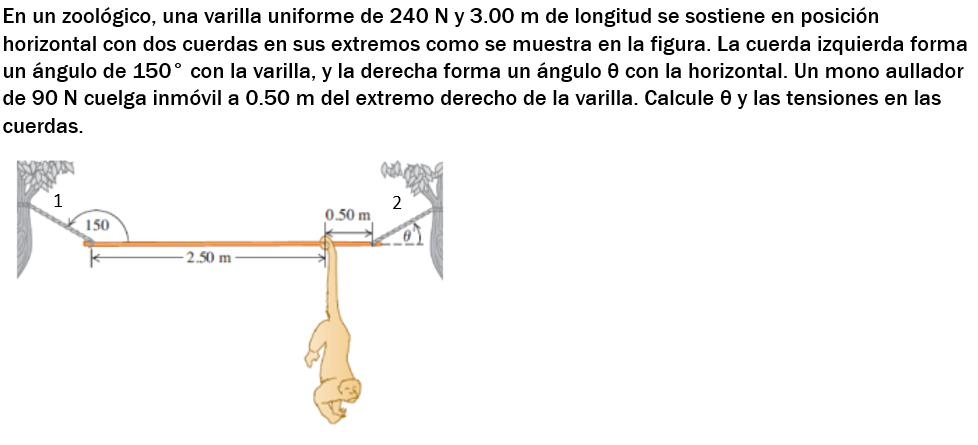 En un zoológico, una varilla uniforme de 240 N y 3.00 m de longitud se sostiene en posición
horizontal con dos cuerdas en sus extremos como se muestra en la figura. La cuerda izquierda forma
un ángulo de 150° con la varilla, y la derecha forma un ángulo θ con la horizontal. Un mono aullador
de 90 N cuelga inmóvil a 0.50 m del extremo derecho de la varilla. Calcule θ y las tensiones en las
cuerdas.
1
2
150
0.50 m
θ
2.50 m